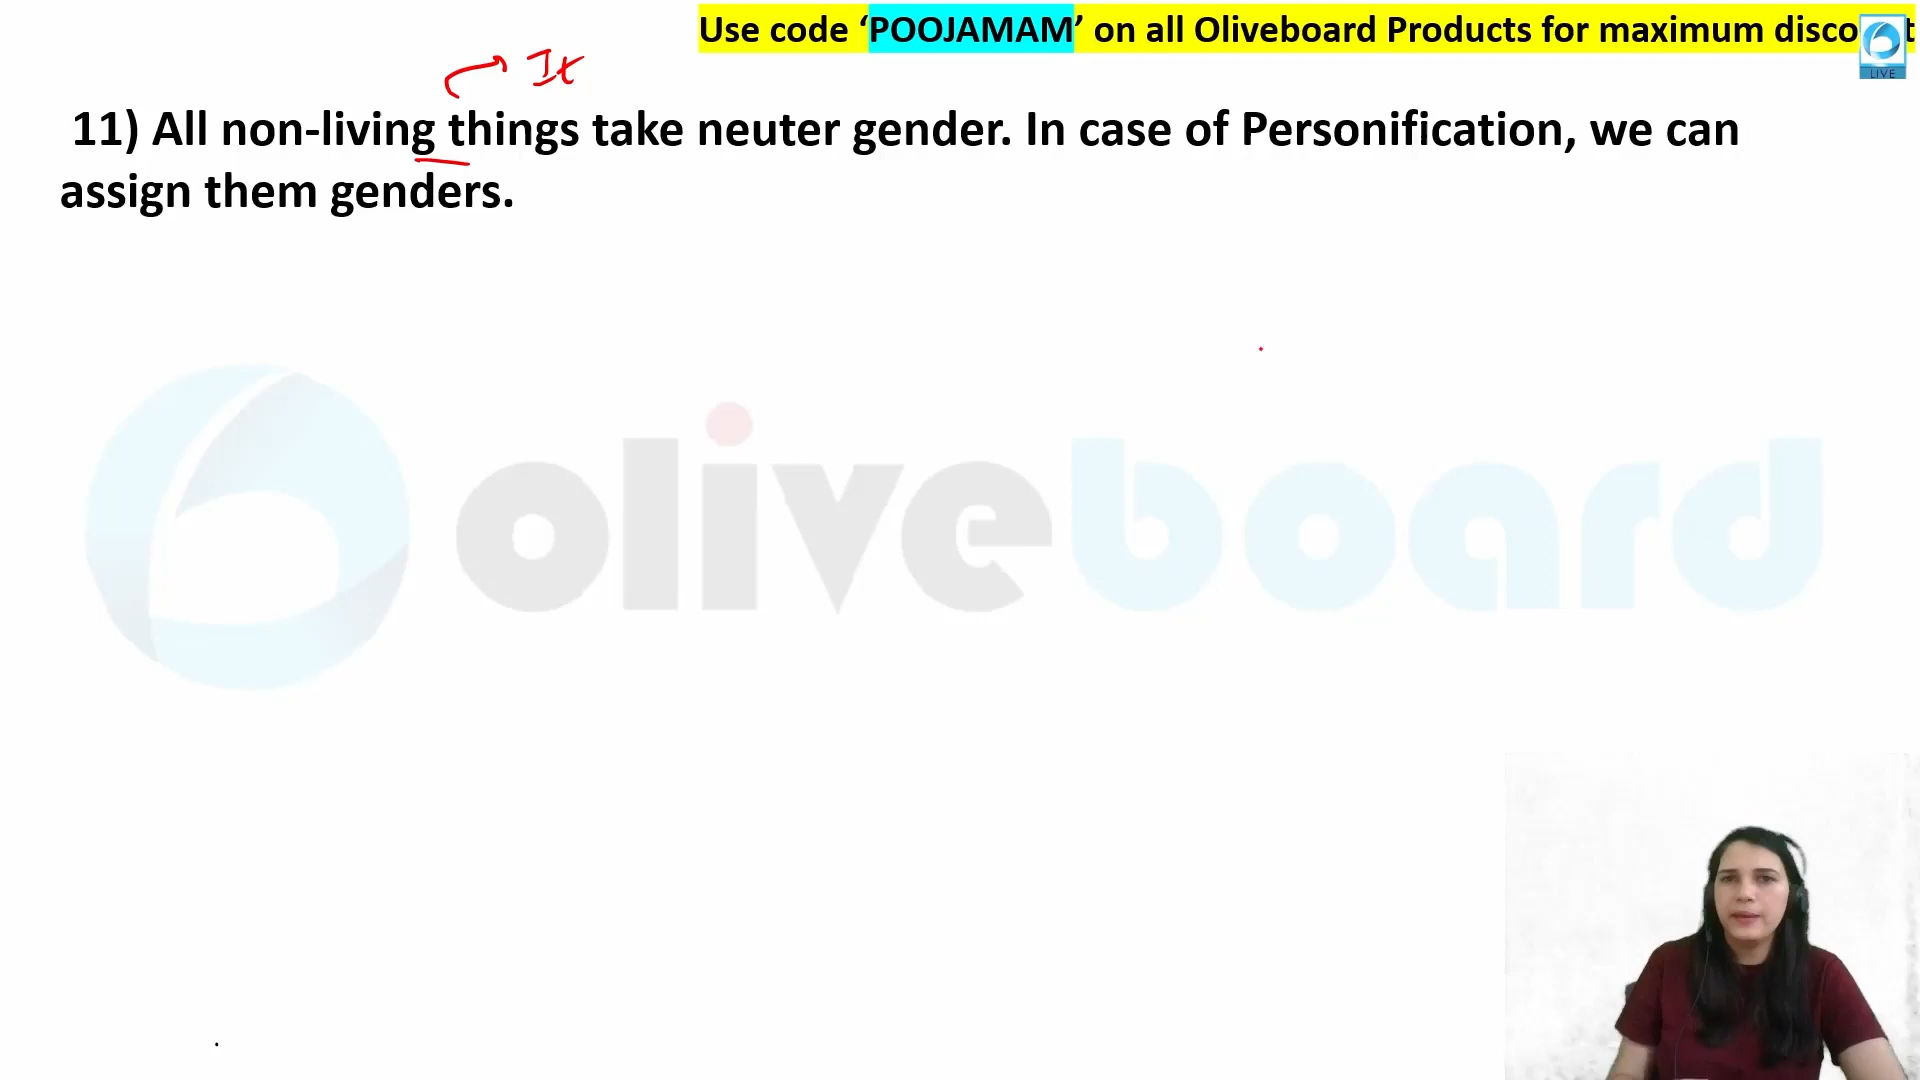 Use code ‘POOJAMAM’ on all Oliveboard Products for maximum disco t
LIVE
It
11) All non-living things take neuter gender. In case of Personification, we can
assign them genders.
oliveboard